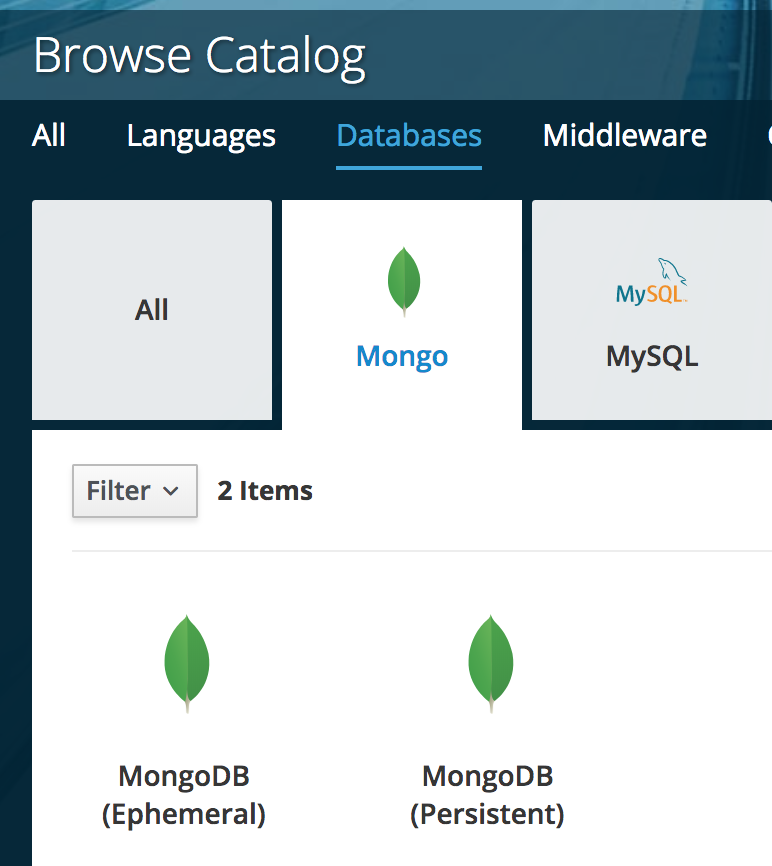 Browse Catalog
All Languages Databases Middleware
All
MySQL
Mongo
MySQL
Filter 2 Items
MongoDB
(Ephemeral)
MongoDB
(Persistent)